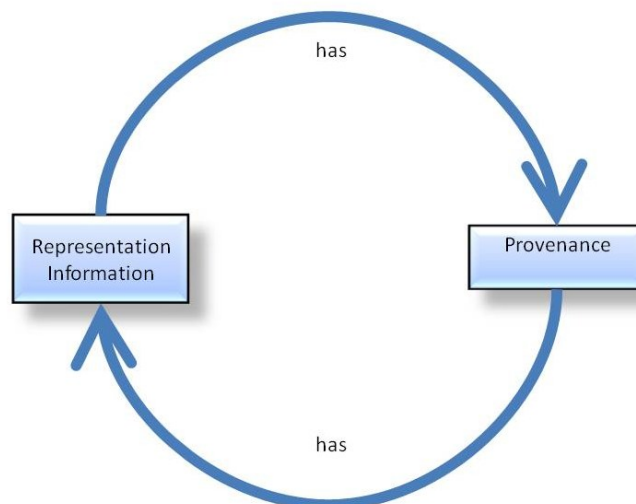 has
Representation
Information
Provenance
has